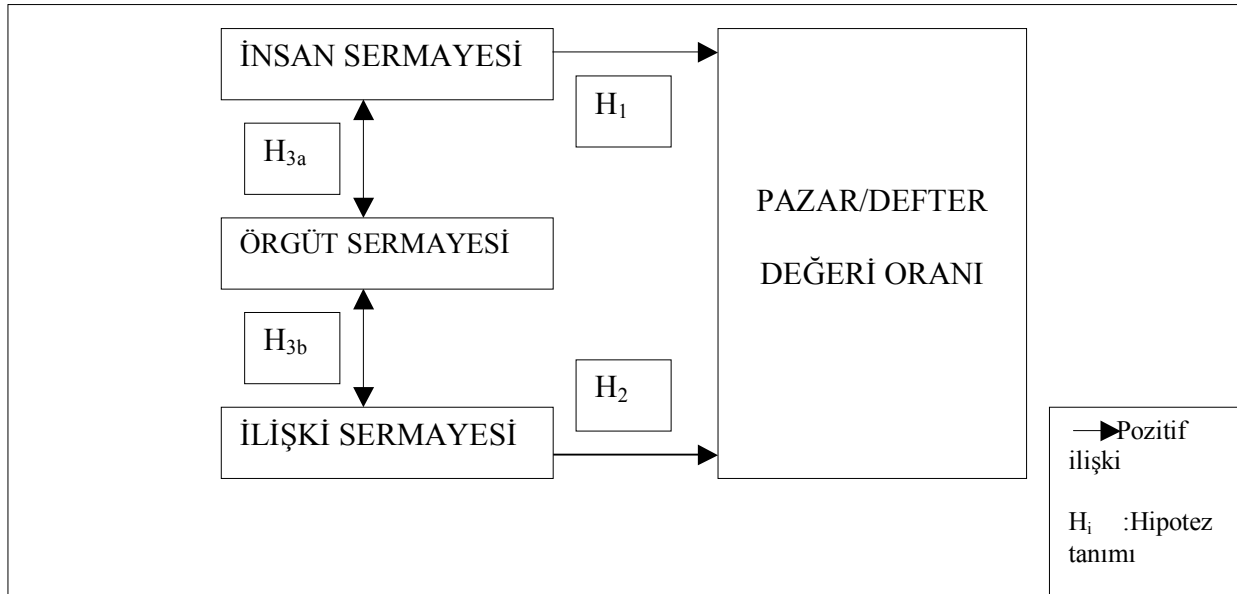 İNSAN SERMAYESİ
H1
H3a
PAZAR/DEFTER
DEĞERİ ORANI
ÖRGÜT SERMAYESİ
H3b
H2
İLİŞKİ SERMAYESİ
Pozitif
ilişki
Hi :Hipotez
tanımı